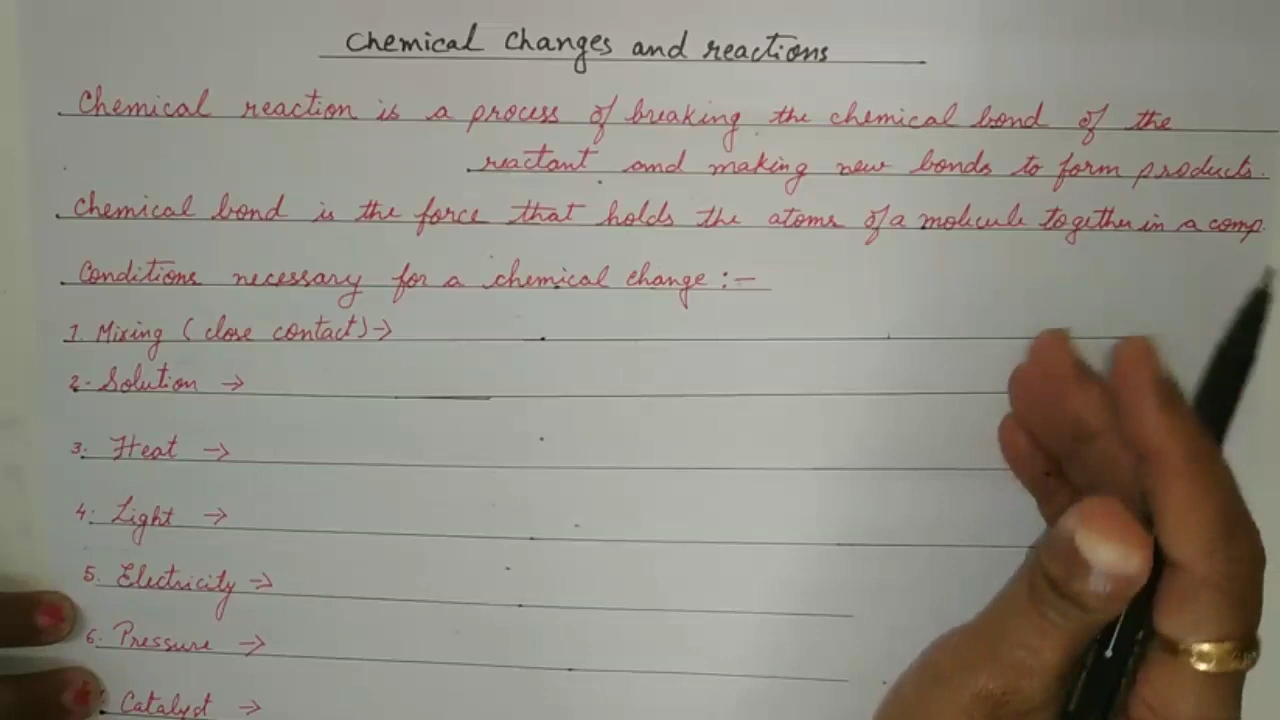 Chemical Changes and reactions
Chemical reaction is a process of breaking the chemical bond of the
reactant and making new bonds to form products.
Chemical bond is the force that holds the atoms of a molecule together in a comp.
Conditions necessary for a chemical change :-
1. Mixing (close contact) →
2. Solution →
3. Heat →
4. Light →
5. Electricity →
6. Pressure →
Catalyst →